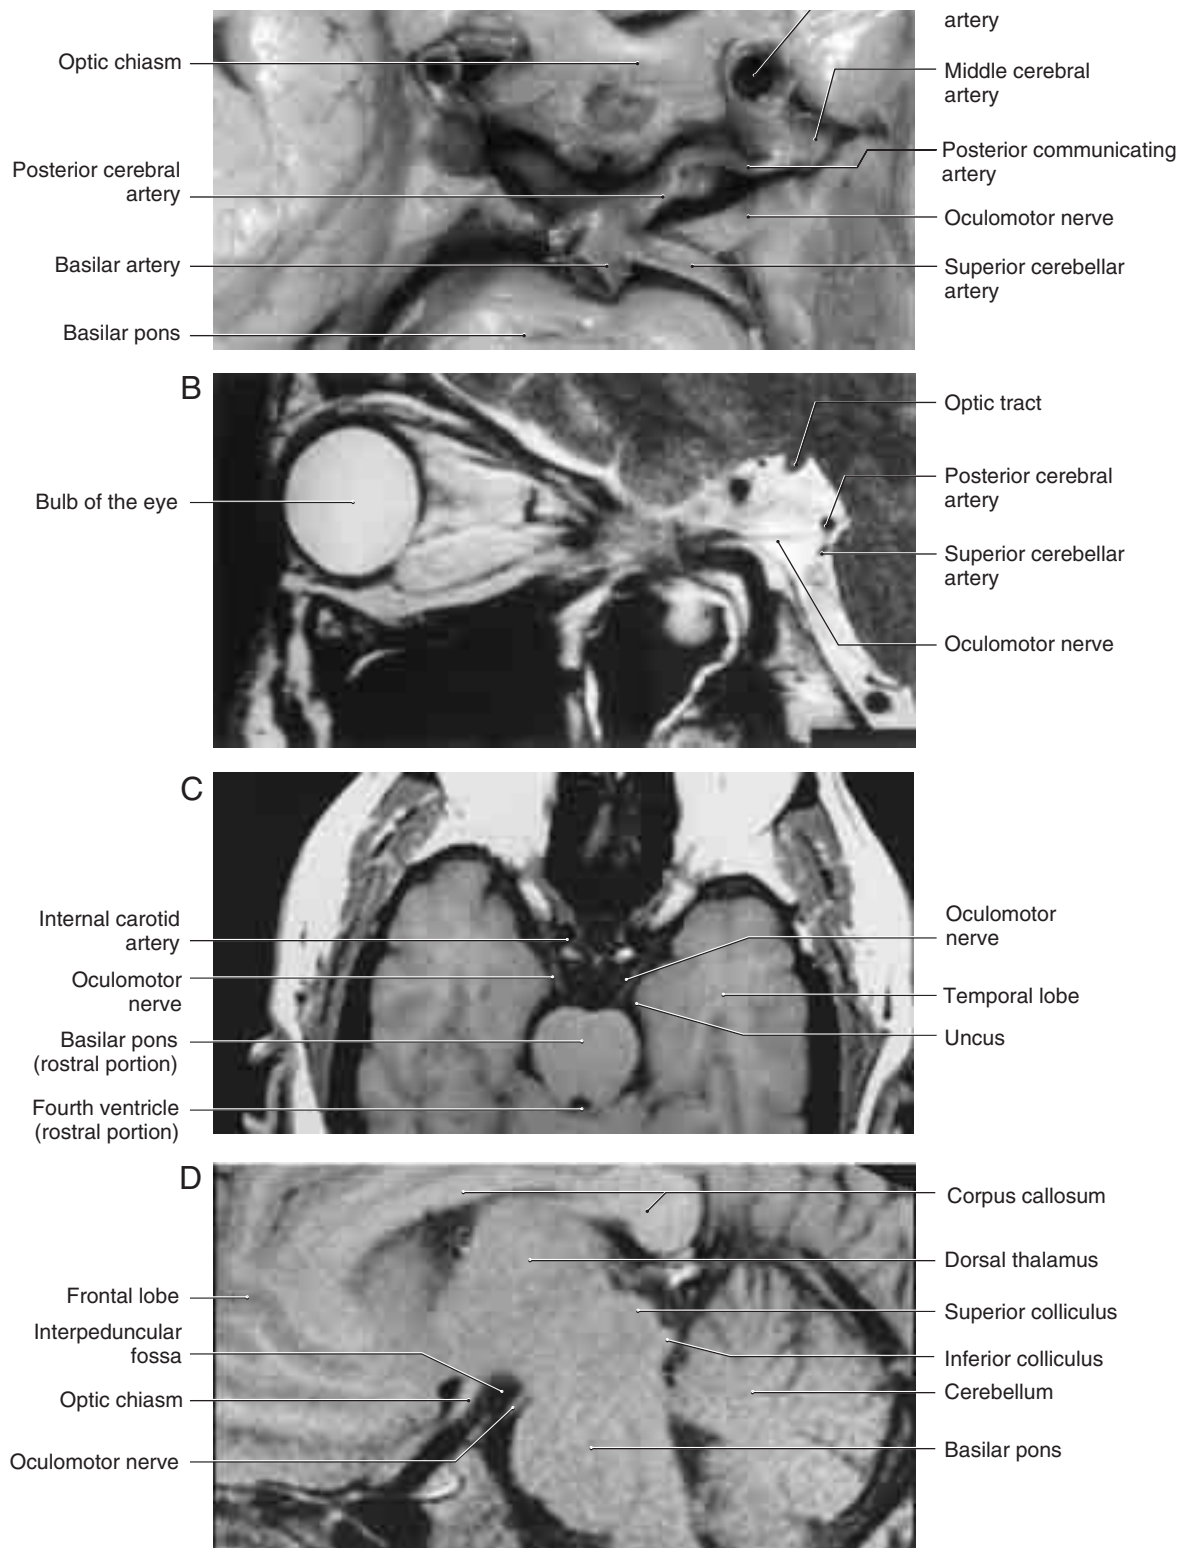 artery
Optic chiasm
Middle cerebral
artery
Posterior communicating
artery
Posterior cerebral
artery
Oculomotor nerve
Basilar artery
Superior cerebellar
artery
Basilar pons
B
Optic tract
Bulb of the eye
Posterior cerebral
artery
Superior cerebellar
artery
Oculomotor nerve
C
Internal carotid
artery
Oculomotor
nerve
Oculomotor
nerve
Temporal lobe
Basilar pons
(rostral portion)
Uncus
Fourth ventricle
(rostral portion)
D
Corpus callosum
Dorsal thalamus
Frontal lobe
Superior colliculus
Interpeduncular
fossa
Inferior colliculus
Optic chiasm
Cerebellum
Oculomotor nerve
Basilar pons